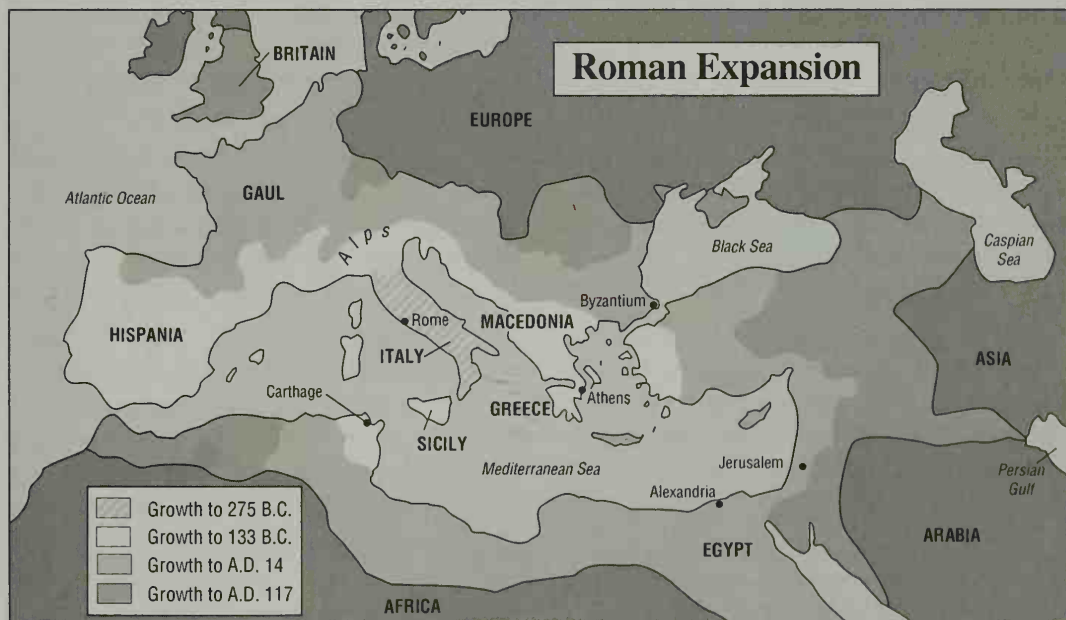 Roman Expansion
BRITAIN
EUROPE
GAUL
Atlantic Ocean
Alps
Black Sea
Caspian
Sea
Byzantium
HISPANIA
Rome
MACEDONIA
ITALY
ASIA
Carthage
GREECE
Athens
SICILY
Mediterranean Sea
Jerusalem
Persian
Gulf
Alexandria
EGYPT
ARABIA
AFRICA
Growth to 275 B.C.
Growth to 133 B.C.
Growth to A.D. 14
Growth to A.D. 117